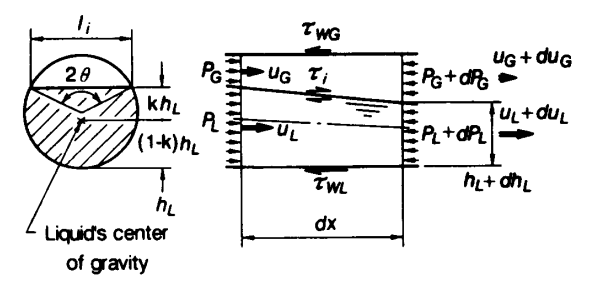 l_i
2θ
kh_L
(1-k)h_L
h_L
Liquid's center
of gravity
τ_WG
P_G
u_G
τ_i
P_G+dP_G
u_G+du_G
P_L
u_L
P_L+dP_L
u_L+du_L
τ_WL
h_L+dh_L
dx